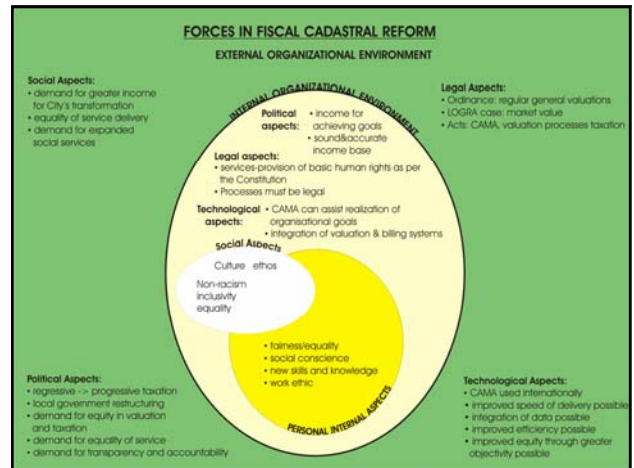 FORCES IN FISCAL CADASTRAL REFORM
EXTERNAL ORGANIZATIONAL ENVIRONMENT
Social Aspects:
• demand for greater income
for City's transformation
• equality of service delivery
• demand for expanded
social services
Legal Aspects:
• Ordinance: regular general valuations
• LOGRA case: market value
• Acts: CAMA, valuation processes taxation
INTERNAL ORGANIZATIONAL ENVIRONMENT
Political aspects:
• income for
achieving goals
• sound&accurate
income base
Legal aspects:
• services-provision of basic human rights as per
the Constitution
• Processes must be legal
Technological aspects:
• CAMA can assist realization of
organisational goals
• integration of valuation & billing systems
Social Aspects
Culture ethos
Non-racism
inclusivity
equality
• fairness/equality
• social conscience
• new skills and knowledge
• work ethic
PERSONAL INTERNAL ASPECTS
Political Aspects:
• regressive -> progressive taxation
• local government restructuring
• demand for equity in valuation
and taxation
• demand for equality of service
• demand for transparency and accountability
Technological Aspects:
• CAMA used internationally
• improved speed of delivery possible
• integration of data possible
• improved efficiency possible
• improved equity through greater
objectivity possible